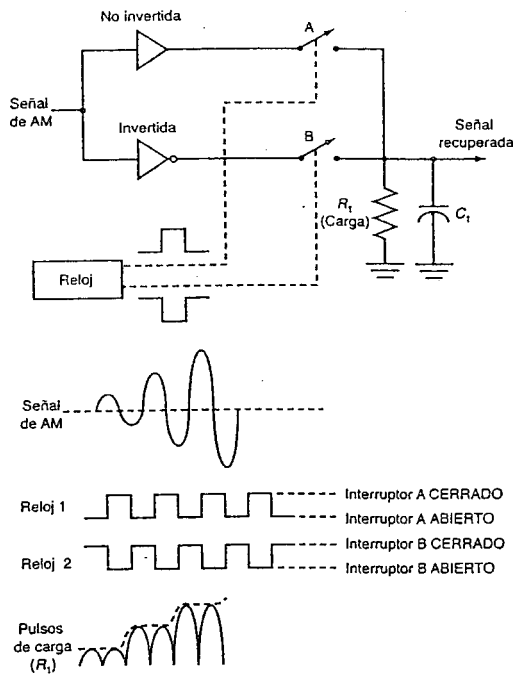 No invertida
A
Señal
de AM
Invertida
B
Señal
recuperada
R₁
(Carga)
C₁
Reloj
Señal
de AM
Reloj 1
Interruptor A CERRADO
Interruptor A ABIERTO
Reloj 2
Interruptor B CERRADO
Interruptor B ABIERTO
Pulsos
de carga
(R₁)